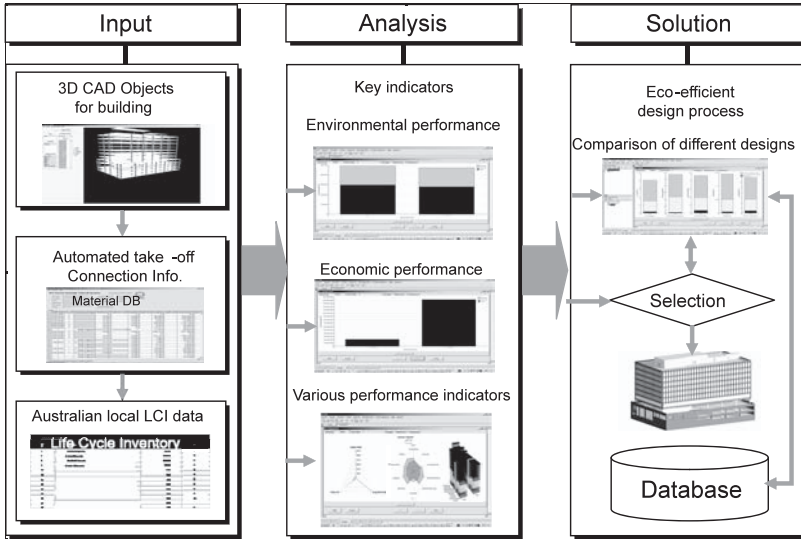 Input
3D CAD Objects
for building
Automated take -off
Connection Info.
Material DB
Australian local LCI data
Life Cycle Inventory
Analysis
Key indicators
Environmental performance
Economic performance
Various performance indicators
Solution
Eco-efficient
design process
Comparison of different designs
Selection
Database